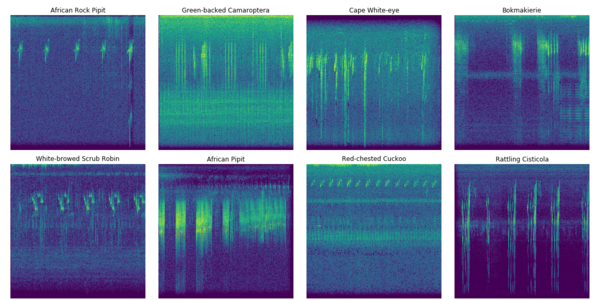 African Rock Pipit
Green-backed Camaroptera
Cape White-eye
Bokmakierie
White-browed Scrub Robin
African Pipit
Red-chested Cuckoo
Rattling Cisticola